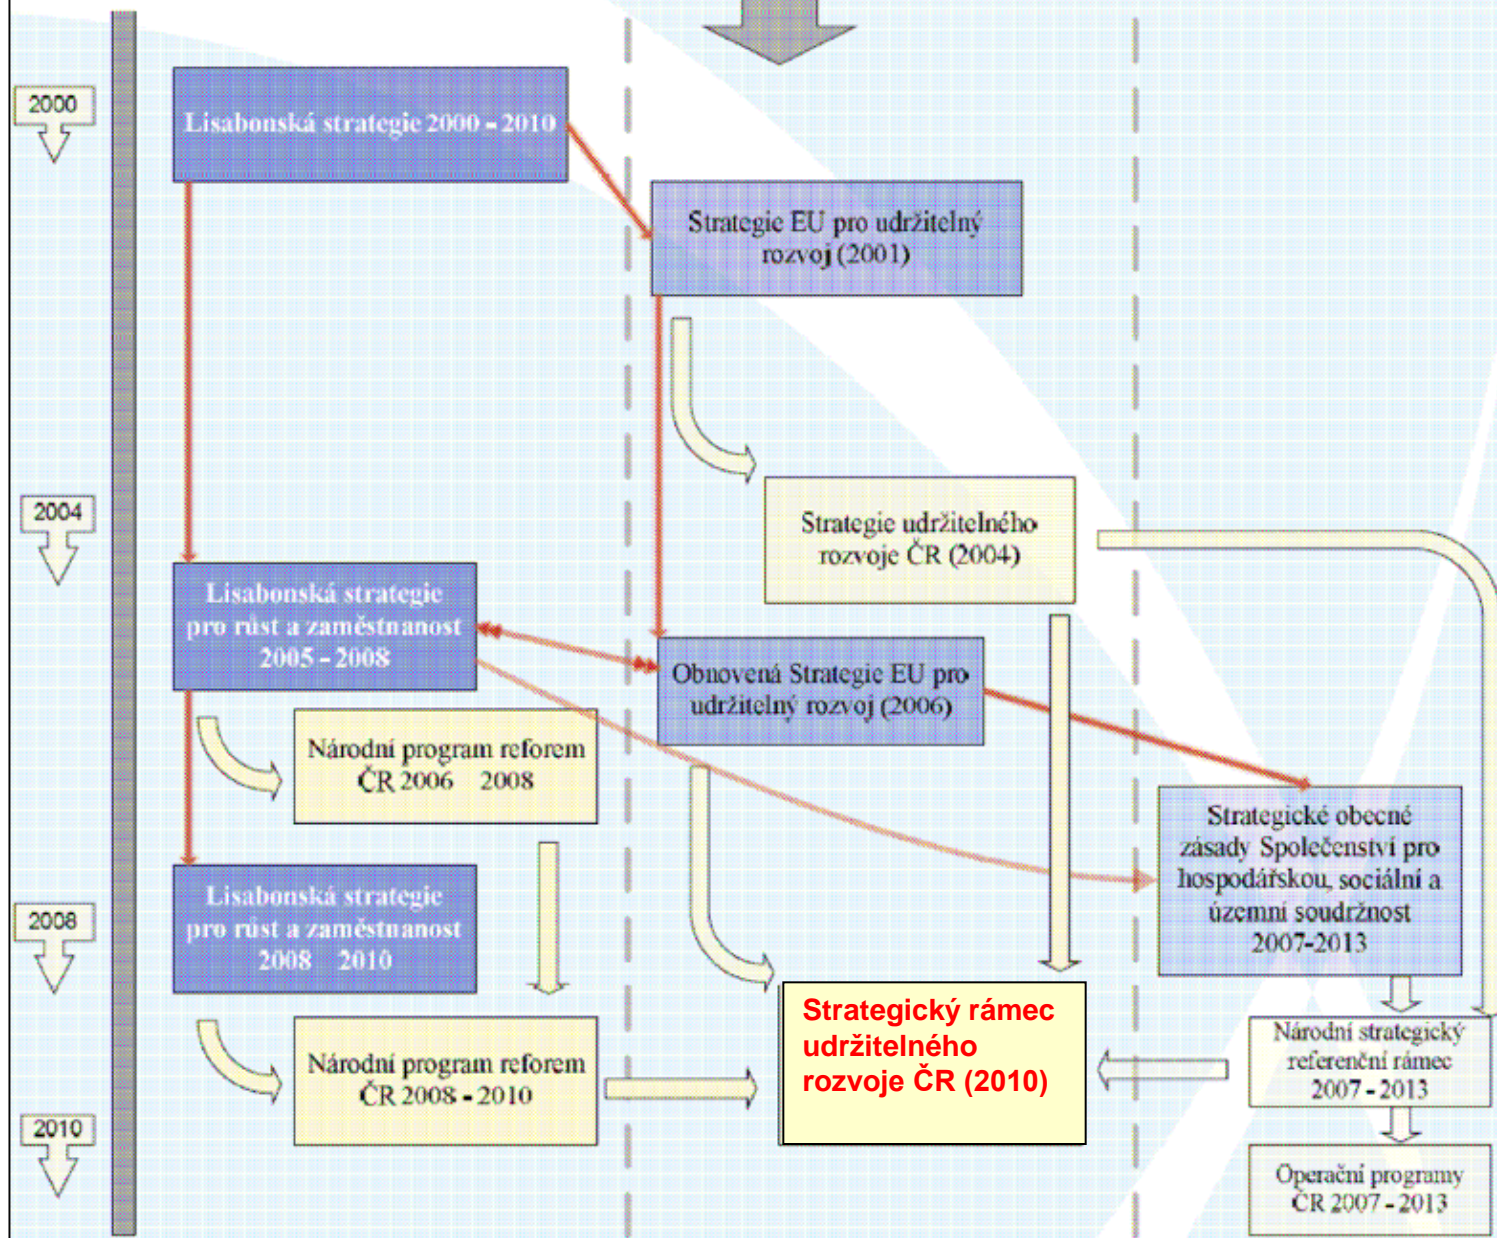 2000
Lisabonská strategie 2000 - 2010
Strategie EU pro udržitelný
rozvoj (2001)
2004
Strategie udržitelného
rozvoje ČR (2004)
Lisabonská strategie
pro růst a zaměstnanost
2005 - 2008
Obnovená Strategie EU pro
udržitelný rozvoj (2006)
Národní program reforem
ČR 2006 2008
Strategické obecné
zásady Společenství pro
hospodářskou, sociální a
územní soudržnost
2007-2013
2008
Lisabonská strategie
pro růst a zaměstnanost
2008 2010
Strategický rámec
udržitelného
rozvoje ČR (2010)
Národní strategický
referenční rámec
2007 - 2013
Národní program reforem
ČR 2008 - 2010
2010
Operační programy
ČR 2007 - 2013